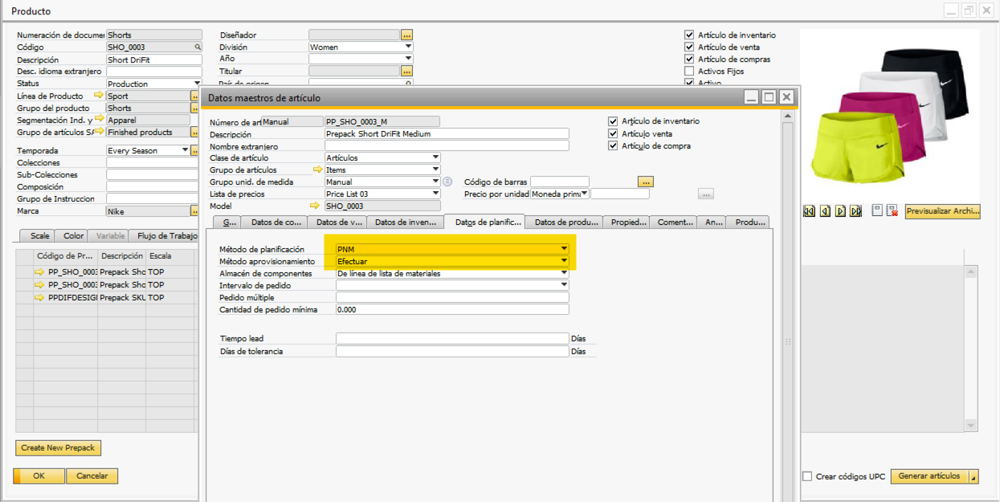 Producto
Numeración de documen Shorts
Código SHO_0003
Descripción Short DriFit
Desc. idioma extranjero
Status Production
Línea de Producto Sport
Grupo del producto Shorts
Segmentación Ind. y Apparel
Grupo de artículos SA Finished products
Temporada Every Season
Colecciones
Sub-Colecciones
Composición
Grupo de Instruccion
Marca Nike
Diseñador ...
División Women
Año
Titular ...
País de origen
Artículo de inventario
Artículo de venta
Artículo de compras
Activos Fijos
Activo
Scale Color Variable Flujo de Trabajo
Código de Pr... Descripción Escala
PP_SHO_0003 Prepack Sho TOP
PP_SHO_0003 Prepack Sho TOP
PPDIFDESIGN Prepack SKU TOP
Create New Prepack
OK Cancelar
Datos maestros de artículo
Número de art Manual PP_SHO_0003_M
Descripción Prepack Short DriFit Medium
Nombre extranjero
Clase de artículo Artículos
Grupo de artículos Items
Grupo unid. de medida Manual
Lista de precios Price List 03
Model SHO_0003
Artículo de inventario
Artículo venta
Artículo de compra
Código de barras ...
Precio por unidad Moneda prima ...
G... Datos de co... Datos de v... Datos de inven... Datos de planific... Datos de produ... Propied... Coment... An... Produ...
Método de planificación PNM
Método aprovisionamiento Efectuar
Almacén de componentes De línea de lista de materiales
Intervalo de pedido
Pedido múltiple
Cantidad de pedido mínima 0.000
Tiempo lead Días
Días de tolerancia Días
Previsualizar Archi...
Crear códigos UPC Generar artículos